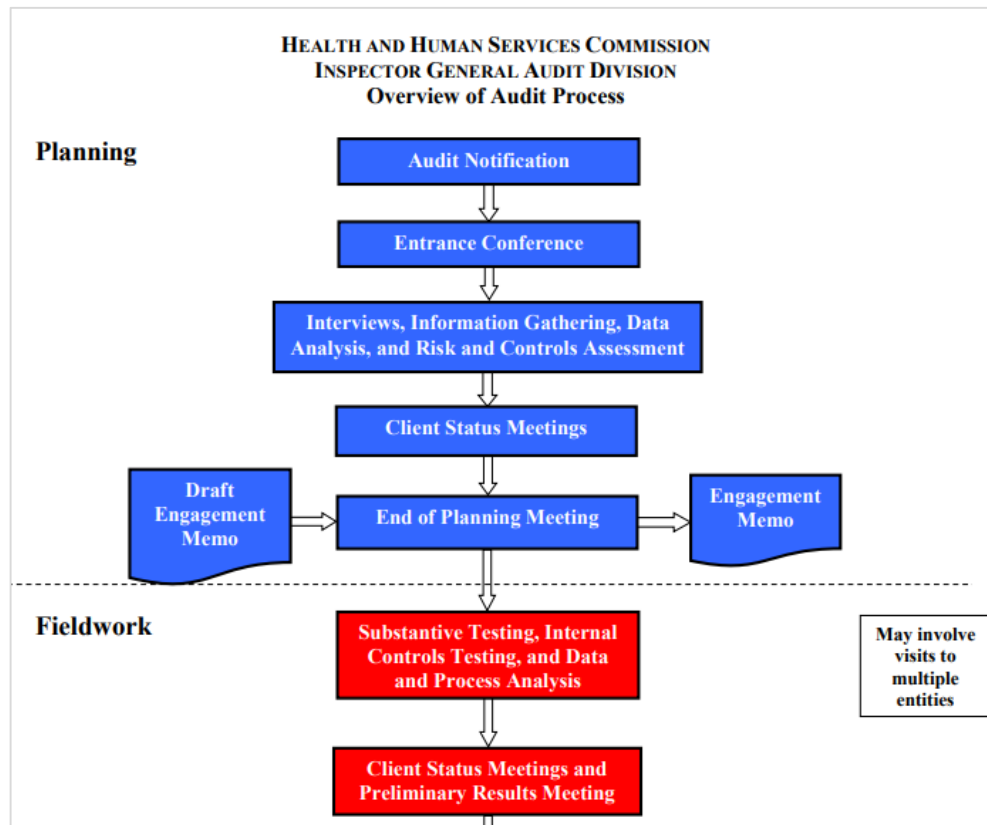 HEALTH AND HUMAN SERVICES COMMISSION
INSPECTOR GENERAL AUDIT DIVISION
Overview of Audit Process
Planning
Audit Notification
Entrance Conference
Interviews, Information Gathering, Data
Analysis, and Risk and Controls Assessment
Client Status Meetings
Draft
Engagement
Memo
End of Planning Meeting
Engagement
Memo
Fieldwork
Substantive Testing, Internal
Controls Testing, and Data
and Process Analysis
May involve
visits to
multiple
entities
Client Status Meetings and
Preliminary Results Meeting